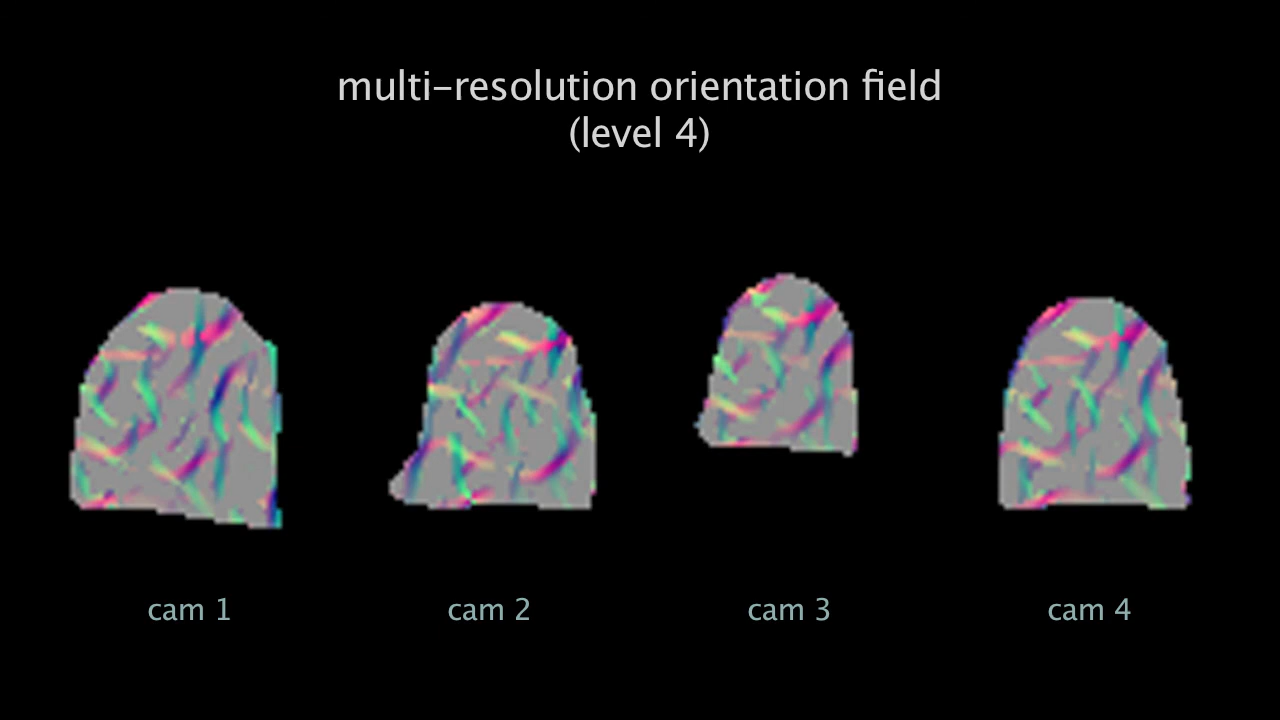 multi-resolution orientation field
(level 4)
cam 1
cam 2
cam 3
cam 4